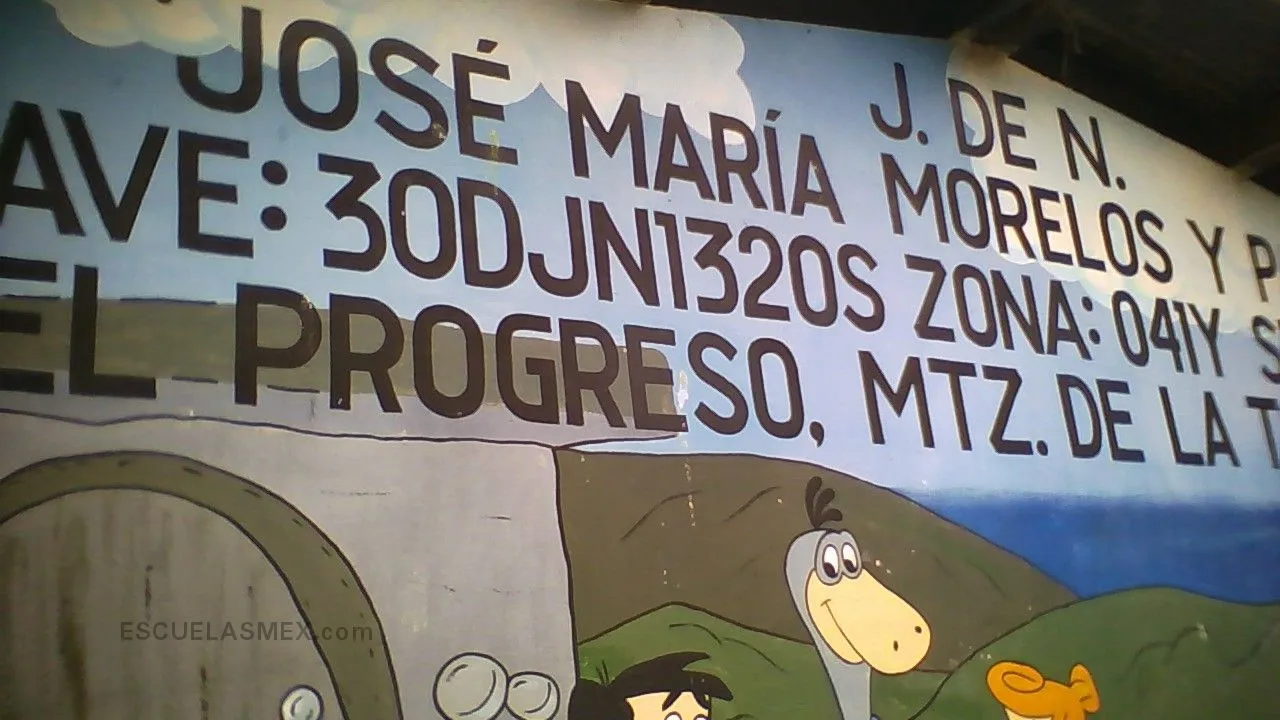 JOSÉ MARÍA J. DE N.
AVE: 30DJN1320S MORELOS Y P
EL PROGRESO, ZONA: 041Y S
MTZ. DE LA T
ESCUELASMEX.com